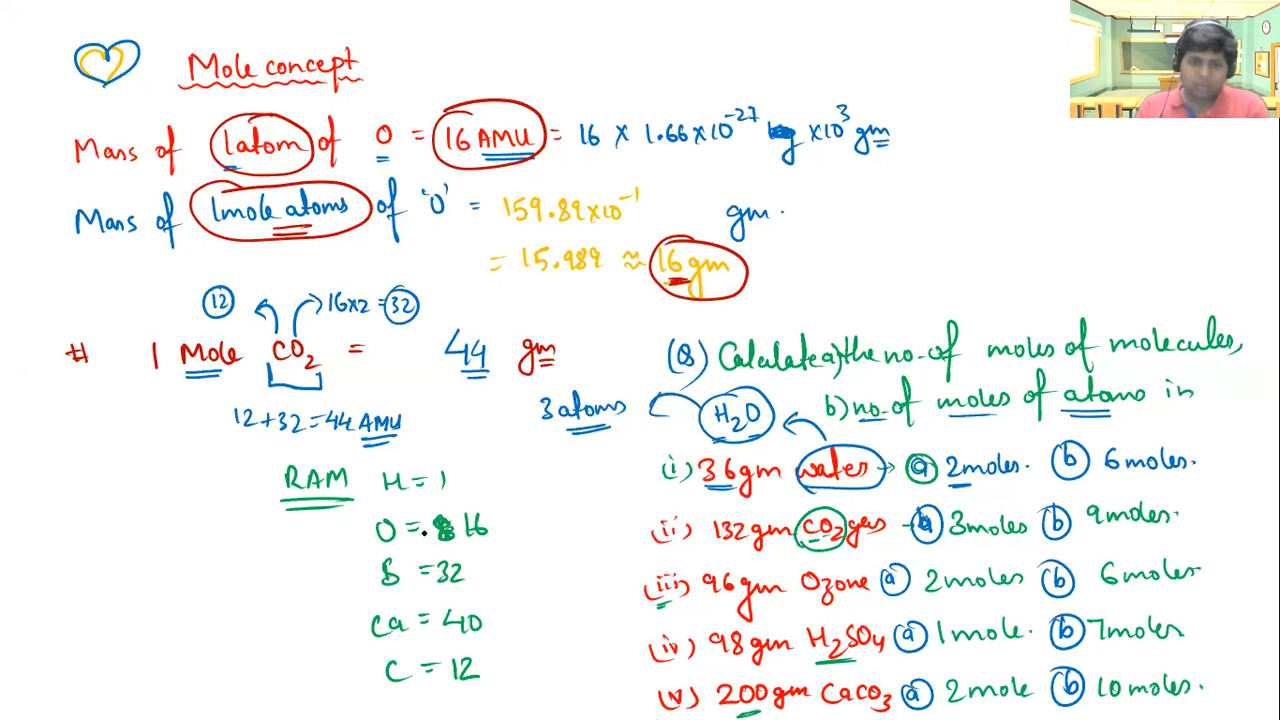 Mole concept
Mass of 1atom of O = 16 AMU = 16 × 1.66×10⁻²⁷ kg ×10³ gm
Mass of 1mole atoms of 'O' = 159.89×10⁻¹ gm.
= 15.989 ≈ 16gm
12 16×2 = 32
# 1 Mole CO₂ = 44 gm
12+32=44 AMU
(Q) Calculate a) the no. of moles of molecules,
b) no. of moles of atoms in
3 atoms H₂O
(i) 36gm water → a 2moles. b 6moles.
(ii) 132gm CO₂ gas → a 3moles b 9moles.
(iii) 96gm Ozone a 2moles b 6moles
(iv) 98gm H₂SO₄ a 1mole. b 7moles
(v) 200gm CaCO₃ a 2mole b 10moles.
RAM H = 1
O = 16
S = 32
Ca = 40
C = 12